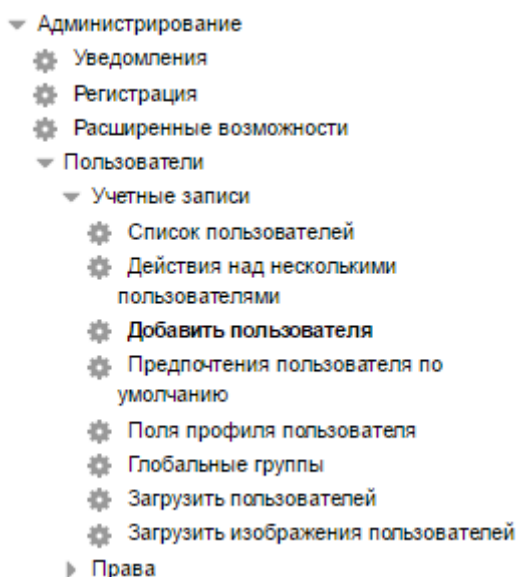 Администрирование
Уведомления
Регистрация
Расширенные возможности
Пользователи
Учетные записи
Список пользователей
Действия над несколькими
пользователями
Добавить пользователя
Предпочтения пользователя по
умолчанию
Поля профиля пользователя
Глобальные группы
Загрузить пользователей
Загрузить изображения пользователей
Права